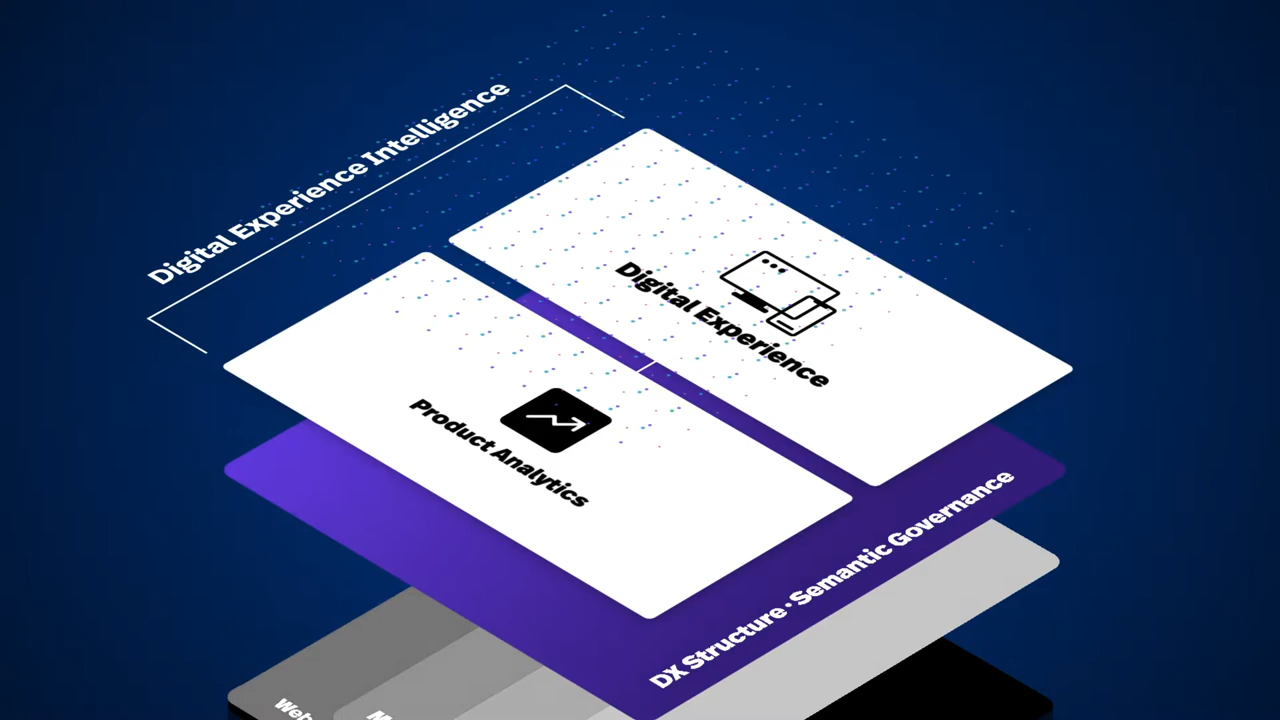 Digital Experience Intelligence
Digital Experience
Product Analytics
DX Structure · Semantic Governance